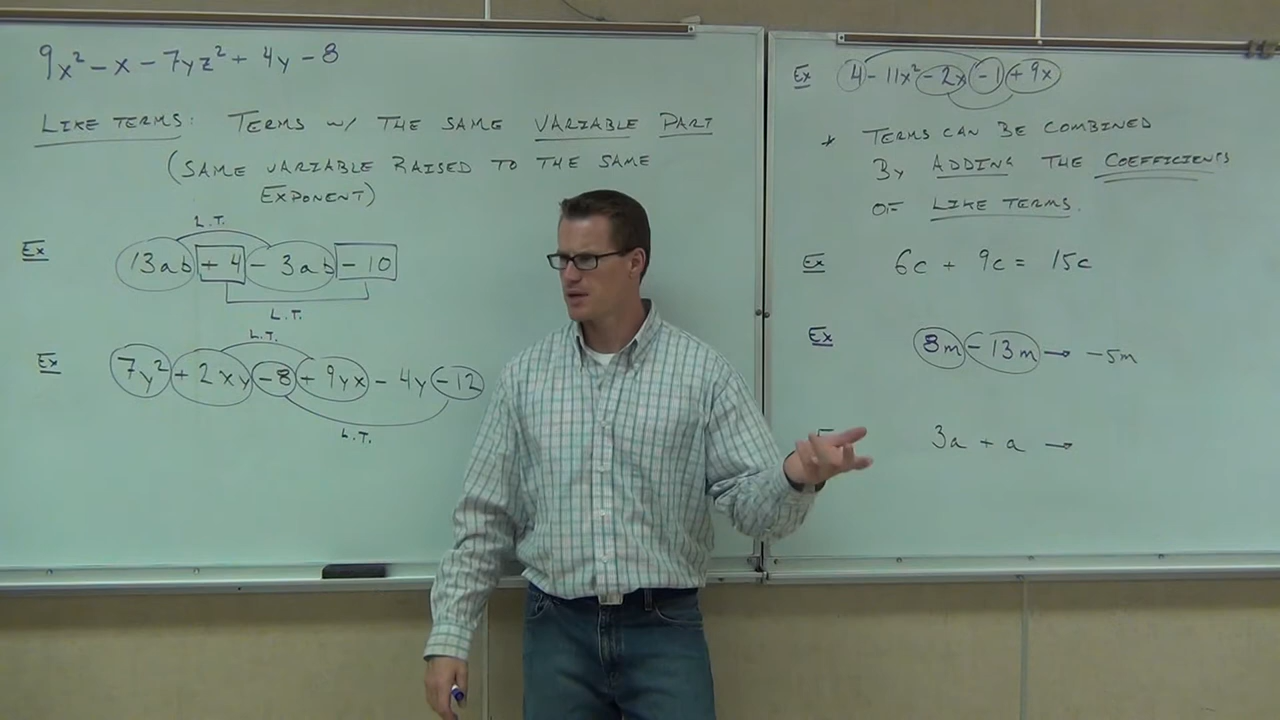 9x² - x - 7yz² + 4y - 8
LIKE TERMS: TERMS W/ THE SAME VARIABLE PART
(SAME VARIABLE RAISED TO THE SAME
EXPONENT)
L.T.
Ex 13ab + 4 - 3ab - 10
L.T.
L.T.
Ex 7y² + 2xy - 8 + 9yx - 4y - 12
L.T.
Ex 4 - 11x² - 2x - 1 + 9x
* TERMS CAN BE COMBINED
By ADDING THE COEFFICIENTS
OF LIKE TERMS.
Ex 6c + 9c = 15c
Ex 8m - 13m → -5m
3a + a →